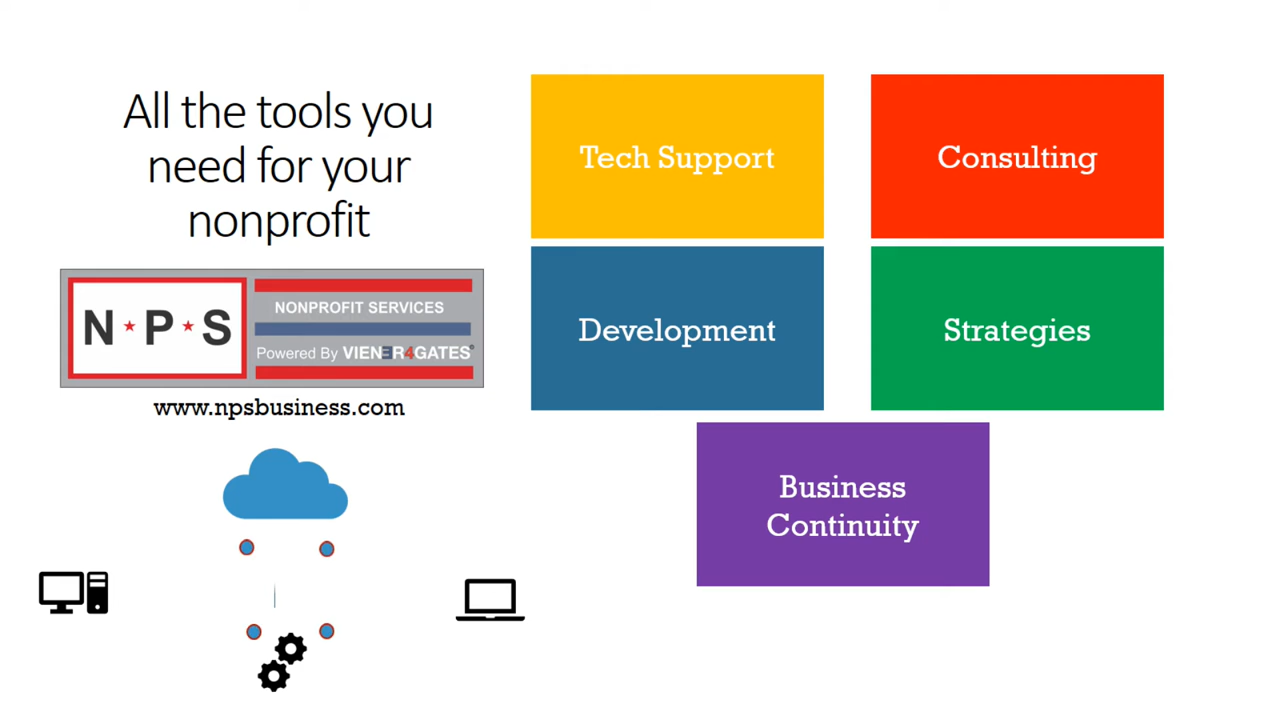 All the tools you
need for your
nonprofit
N★P★S
NONPROFIT SERVICES
Powered By VIENER4GATES
www.npsbusiness.com
Tech Support
Consulting
Development
Strategies
Business
Continuity